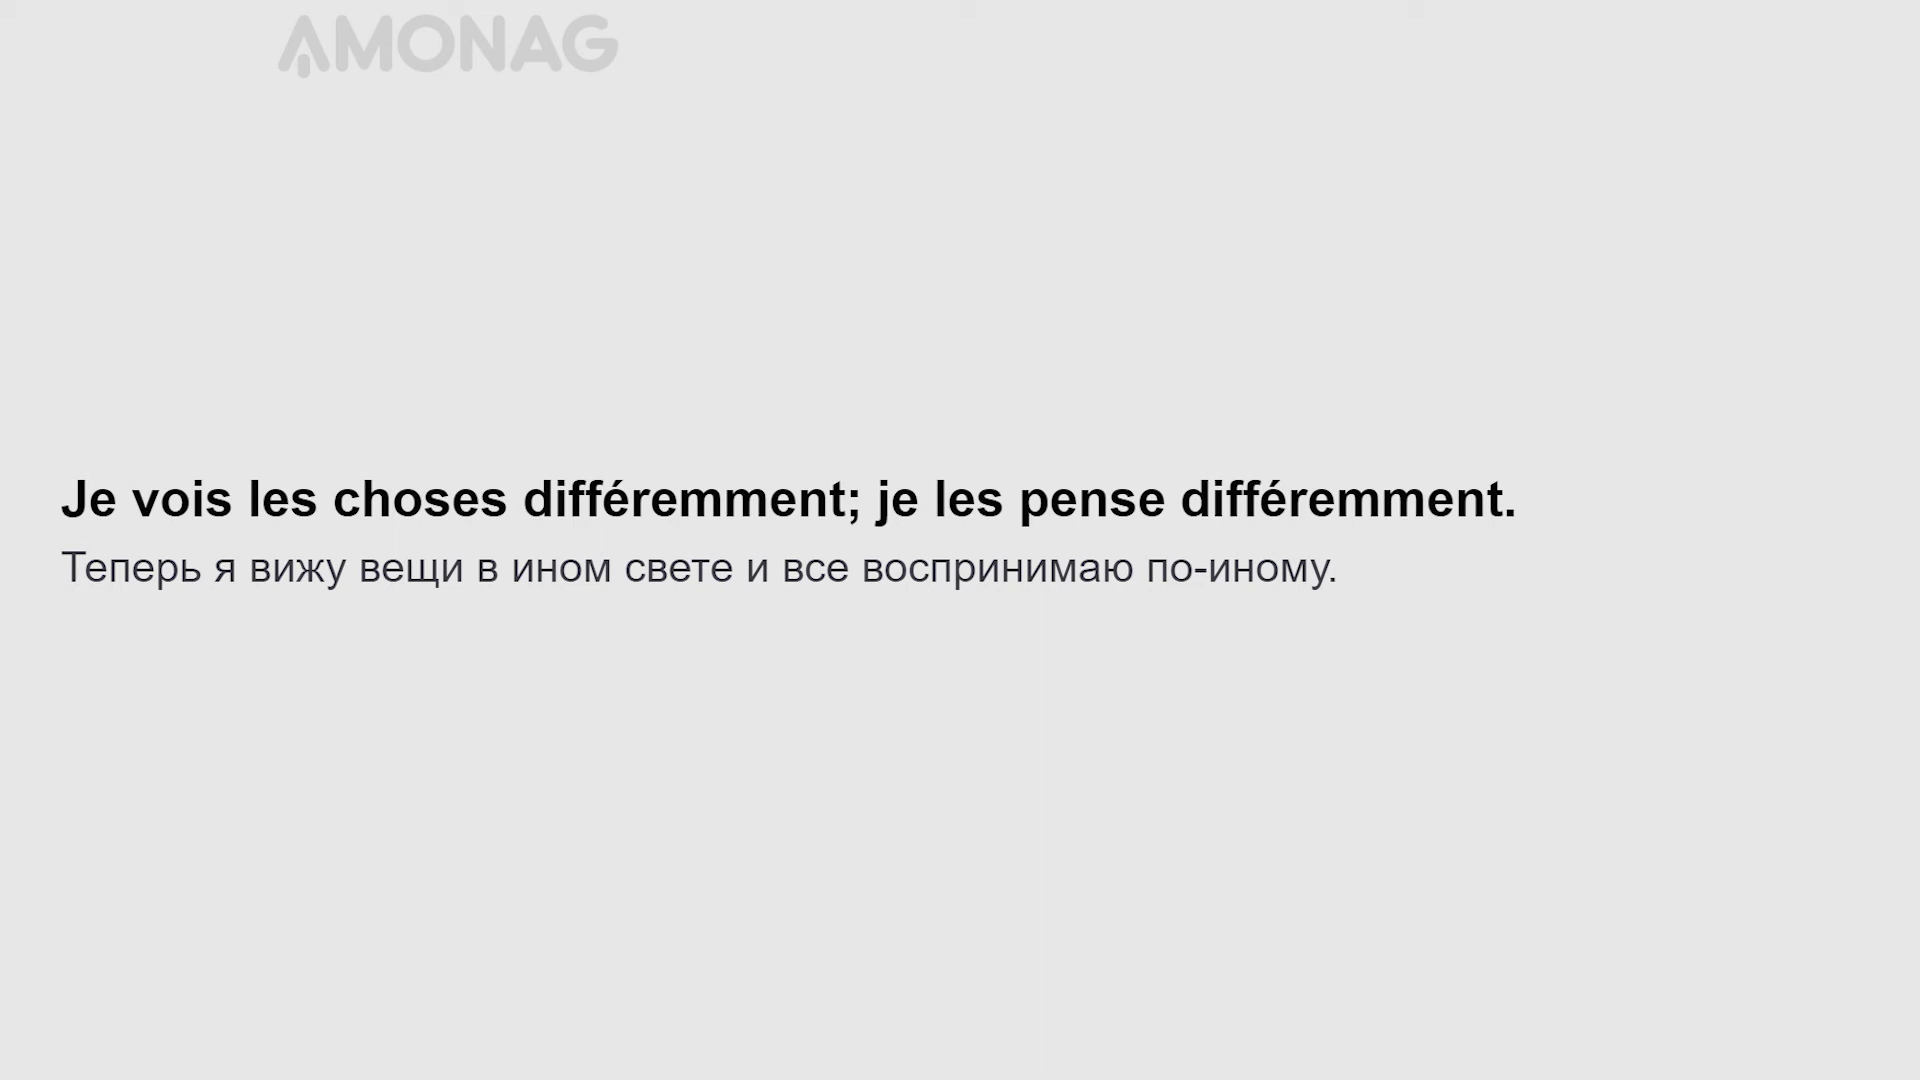 AMONAG
Je vois les choses différemment; je les pense différemment.
Теперь я вижу вещи в ином свете и все воспринимаю по-иному.